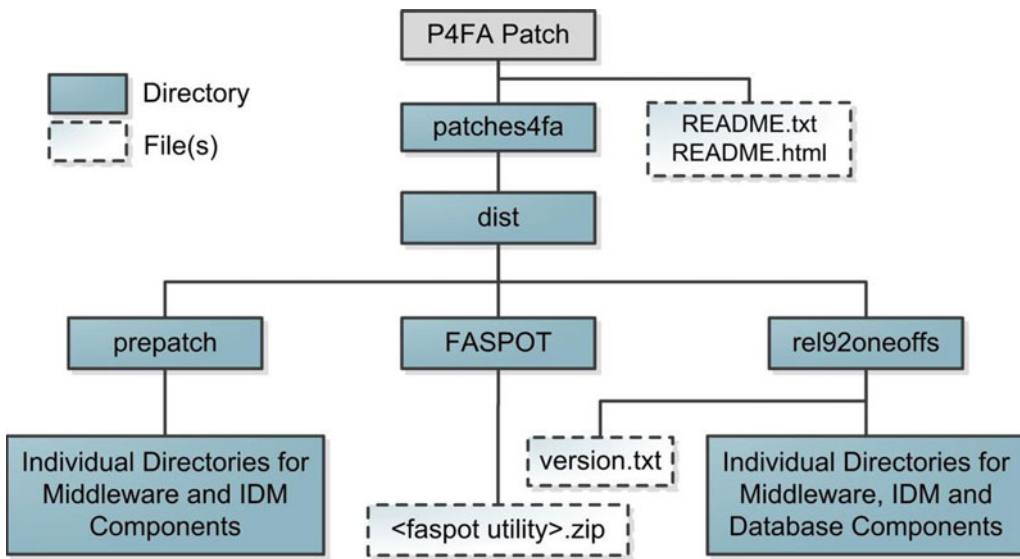 P4FA Patch
Directory
File(s)
patches4fa
README.txt
README.html
dist
prepatch
FASPOT
rel92oneoffs
Individual Directories for
Middleware and IDM
Components
<faspot utility>.zip
version.txt
Individual Directories for
Middleware, IDM and
Database Components